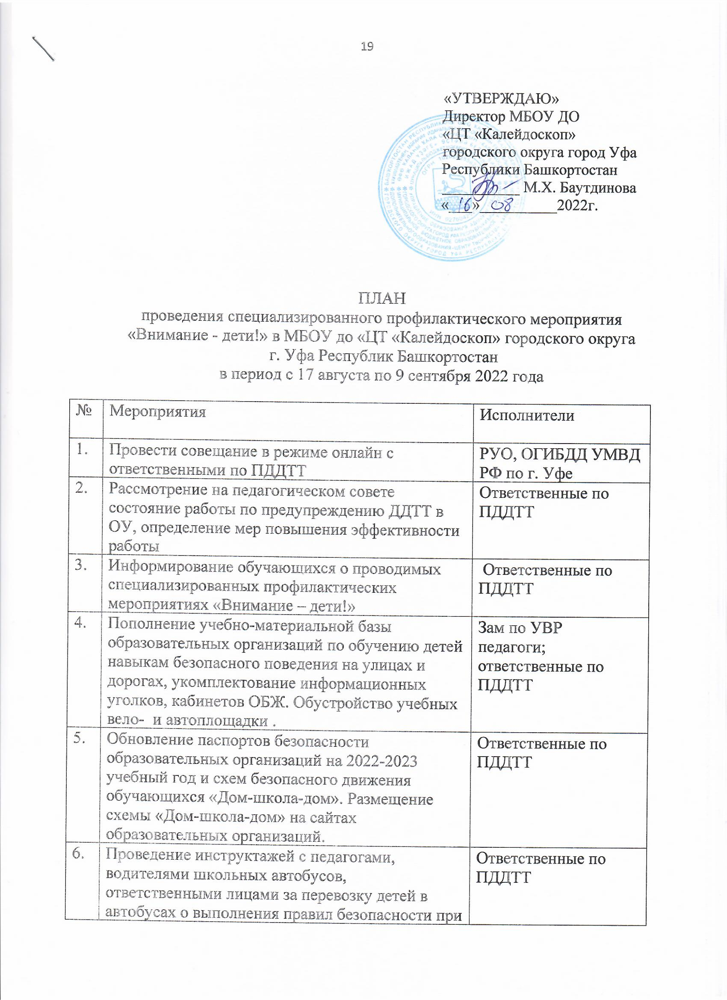 19
«УТВЕРЖДАЮ»
Директор МБОУ ДО
«ЦТ «Калейдоскоп»
городского округа город Уфа
Республики Башкортостан
__________ М.Х. Баутдинова
«16» 08 2022г.
ПЛАН
проведения специализированного профилактического мероприятия
«Внимание - дети!» в МБОУ до «ЦТ «Калейдоскоп» городского округа
г. Уфа Республик Башкортостан
в период с 17 августа по 9 сентября 2022 года
№ Мероприятия Исполнители
1. Провести совещание в режиме онлайн с
ответственными по ПДДТТ
РУО, ОГИБДД УМВД
РФ по г. Уфе
2. Рассмотрение на педагогическом совете
состояние работы по предупреждению ДДТТ в
ОУ, определение мер повышения эффективности
работы
Ответственные по
ПДДТТ
3. Информирование обучающихся о проводимых
специализированных профилактических
мероприятиях «Внимание – дети!»
Ответственные по
ПДДТТ
4. Пополнение учебно-материальной базы
образовательных организаций по обучению детей
навыкам безопасного поведения на улицах и
дорогах, укомплектование информационных
уголков, кабинетов ОБЖ. Обустройство учебных
вело- и автоплощадки .
Зам по УВР
педагоги;
ответственные по
ПДДТТ
5. Обновление паспортов безопасности
образовательных организаций на 2022-2023
учебный год и схем безопасного движения
обучающихся «Дом-школа-дом». Размещение
схемы «Дом-школа-дом» на сайтах
образовательных организаций.
Ответственные по
ПДДТТ
6. Проведение инструктажей с педагогами,
водителями школьных автобусов,
ответственными лицами за перевозку детей в
автобусах о выполнения правил безопасности при
Ответственные по
ПДДТТ